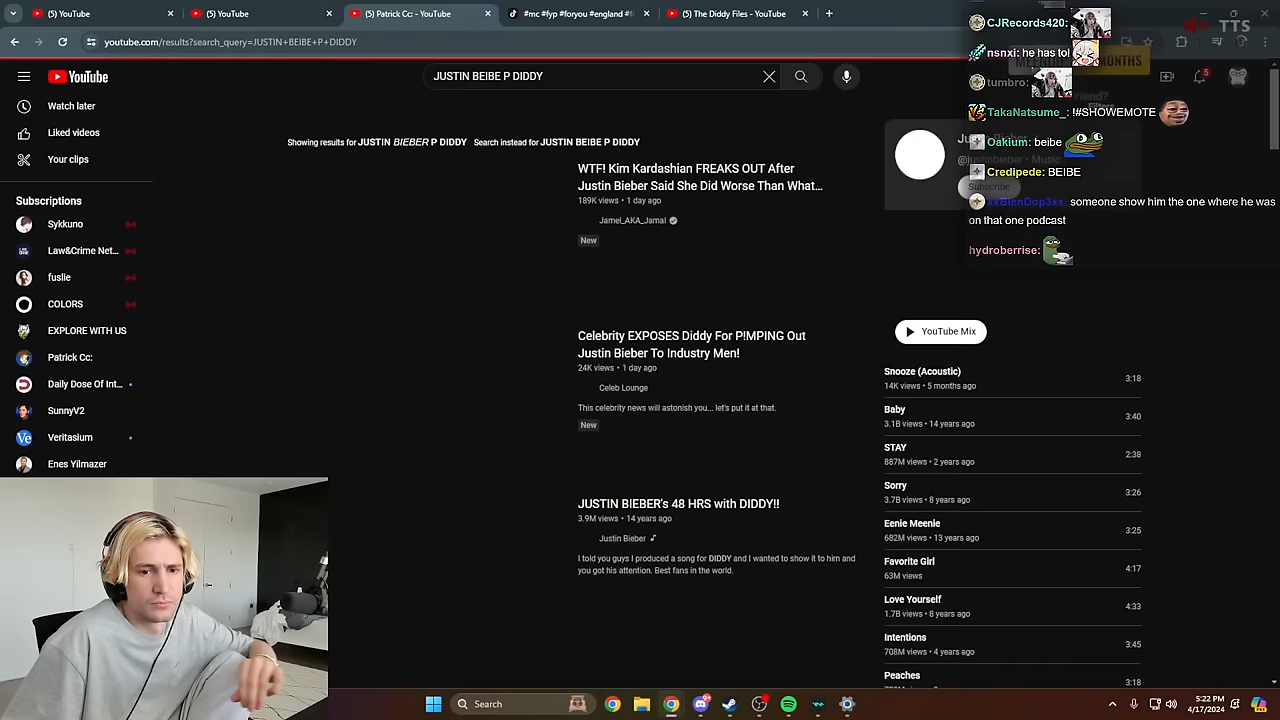 (5) YouTube
(5) YouTube
(5) Patrick Cc: - YouTube
#mc #fyp #foryou #england #f
(5) The Diddy Files - YouTube
youtube.com/results?search_query=JUSTIN+BEIBE+P+DIDDY
YouTube
JUSTIN BEIBE P DIDDY
5
Watch later
Liked videos
Your clips
Subscriptions
Sykkuno
Law&Crime Net...
fuslie
COLORS
EXPLORE WITH US
Patrick Cc:
Daily Dose Of Int...
SunnyV2
Veritasium
Enes Yilmazer
Showing results for JUSTIN BIEBER P DIDDY Search instead for JUSTIN BEIBE P DIDDY
WTF! Kim Kardashian FREAKS OUT After
Justin Bieber Said She Did Worse Than What...
189K views • 1 day ago
Jamel_AKA_Jamal
New
Celebrity EXPOSES Diddy For P!MPING Out
Justin Bieber To Industry Men!
24K views • 1 day ago
Celeb Lounge
This celebrity news will astonish you... let's put it at that.
New
JUSTIN BIEBER's 48 HRS with DIDDY!!
3.9M views • 14 years ago
Justin Bieber
I told you guys I produced a song for DIDDY and I wanted to show it to him and
you got his attention. Best fans in the world.
@justinbieber • Music
Subscribe
Filters
MONTHS
YouTube Mix
Snooze (Acoustic)
14K views • 5 months ago
3:18
Baby
3.1B views • 14 years ago
3:40
STAY
887M views • 2 years ago
2:38
Sorry
3.7B views • 8 years ago
3:26
Eenie Meenie
682M views • 13 years ago
3:25
Favorite Girl
63M views
4:17
Love Yourself
1.7B views • 8 years ago
4:33
Intentions
708M views • 4 years ago
3:45
Peaches
3:18
TTS
CJRecords420:
nsnxi: he has to!
tumbro:
TakaNatsume_: !#SHOWEMOTE
Oakium: beibe
Credipede: BEIBE
xxBlenDop3xx: someone show him the one where he was
on that one podcast
hydroberrise:
Search
5:22 PM
4/17/2024